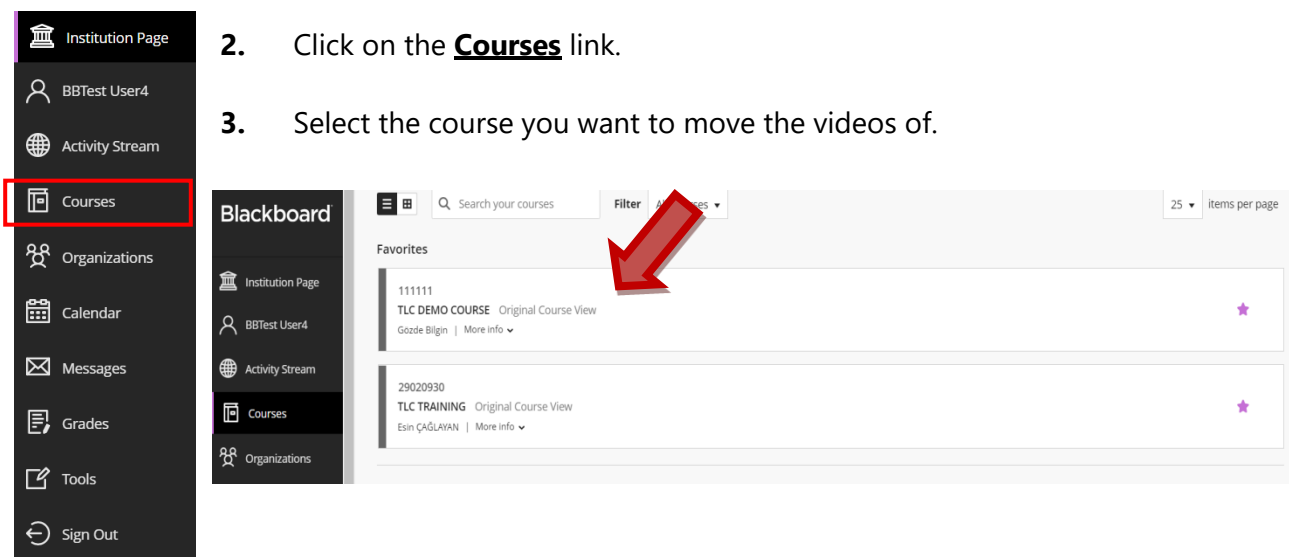 Institution Page
BBTest User4
Activity Stream
Courses
Organizations
Calendar
Messages
Grades
Tools
Sign Out
2. Click on the Courses link.
3. Select the course you want to move the videos of.
Blackboard
Institution Page
BBTest User4
Activity Stream
Courses
Organizations
Search your courses Filter 25 items per page
Favorites
111111
TLC DEMO COURSE Original Course View
Gözde Bilgin | More info
29020930
TLC TRAINING Original Course View
Esin ÇAĞLAYAN | More info